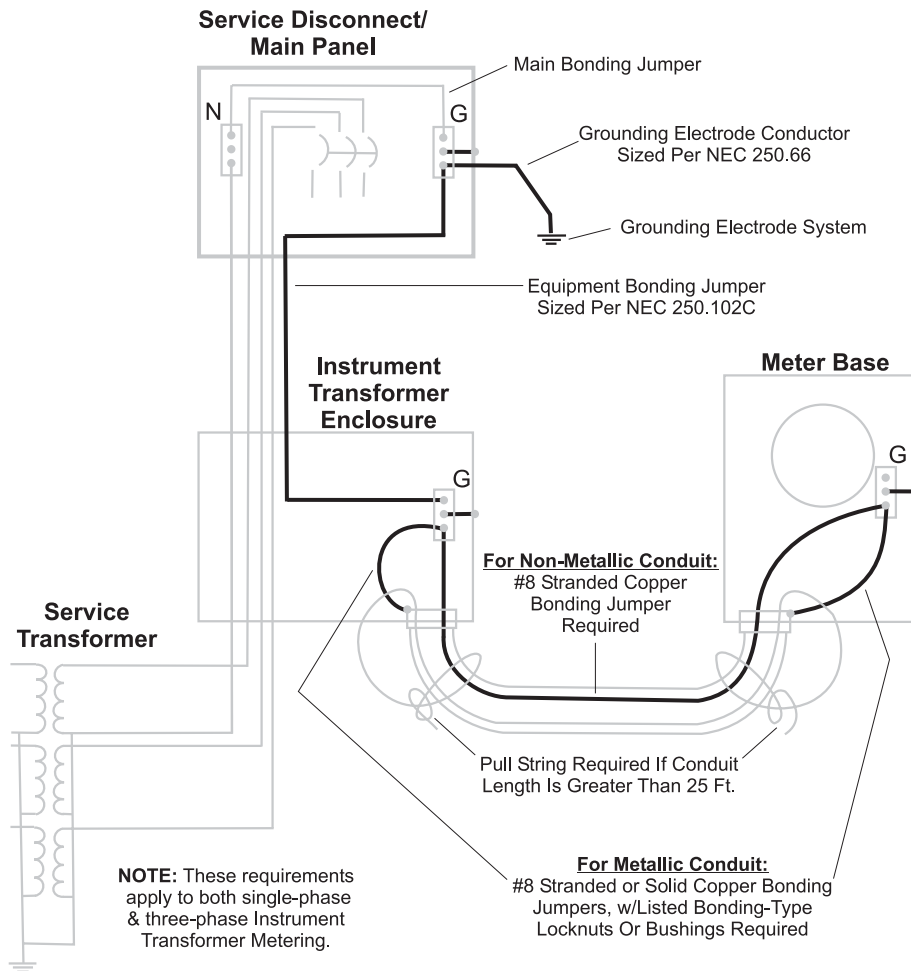 Service Disconnect/
Main Panel
Main Bonding Jumper
N
G
Grounding Electrode Conductor
Sized Per NEC 250.66
Grounding Electrode System
Equipment Bonding Jumper
Sized Per NEC 250.102C
Instrument
Transformer
Enclosure
Meter Base
G
G
For Non-Metallic Conduit:
#8 Stranded Copper
Bonding Jumper
Required
Service
Transformer
Pull String Required If Conduit
Length Is Greater Than 25 Ft.
NOTE: These requirements
apply to both single-phase
& three-phase Instrument
Transformer Metering.
For Metallic Conduit:
#8 Stranded or Solid Copper Bonding
Jumpers, w/Listed Bonding-Type
Locknuts Or Bushings Required